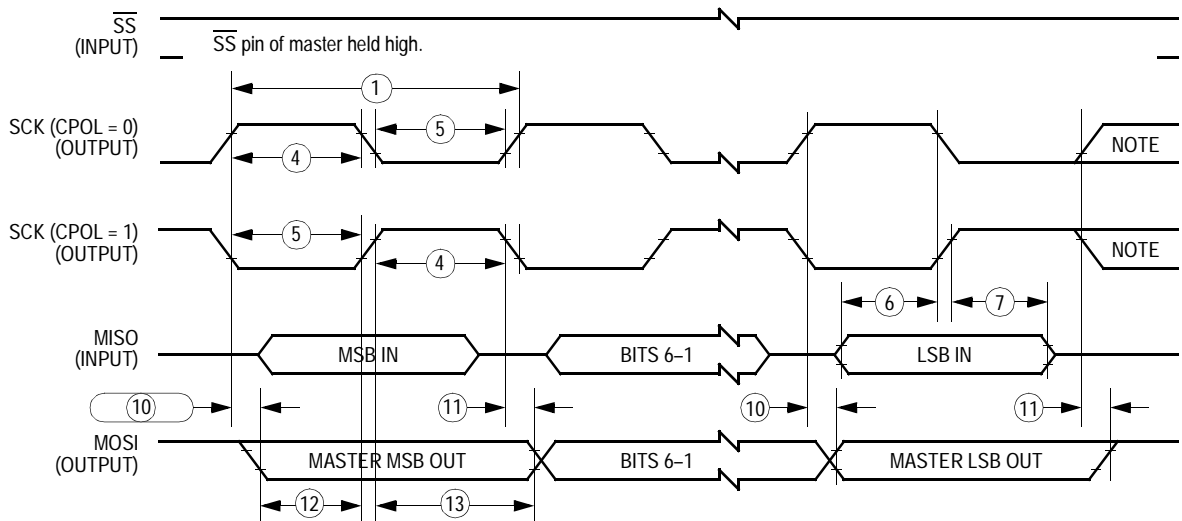 SS
(INPUT)
SS pin of master held high.
1
SCK (CPOL = 0)
(OUTPUT)
5
4
NOTE
SCK (CPOL = 1)
(OUTPUT)
5
4
NOTE
6
7
MISO
(INPUT)
MSB IN
BITS 6–1
LSB IN
10
11
10
11
MOSI
(OUTPUT)
MASTER MSB OUT
BITS 6–1
MASTER LSB OUT
12
13